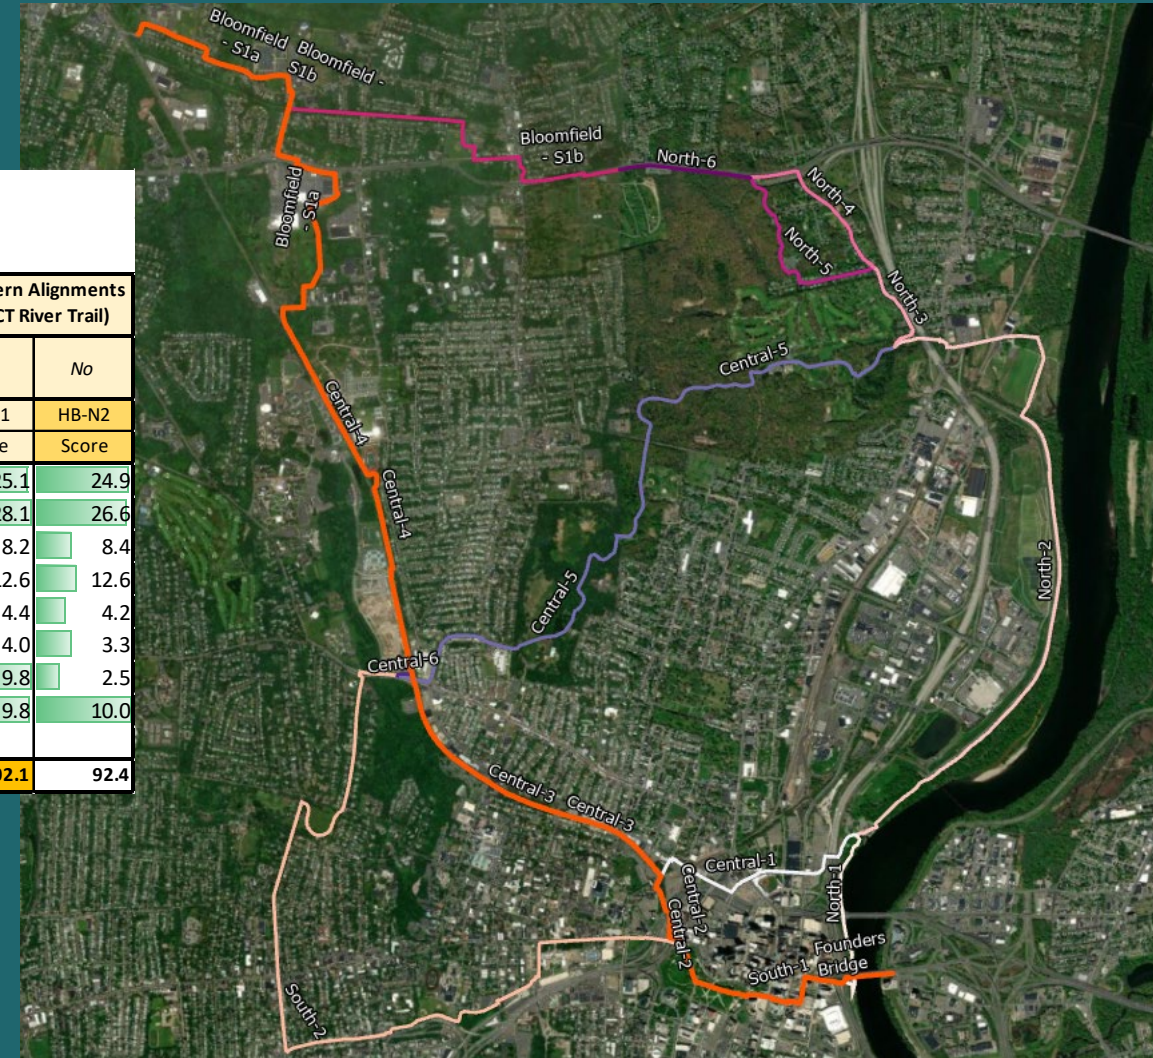 Bloomfield Bloomfield -
- S1a S1b
Bloomfield
- S1b
North-6
North-4
Bloomfield
- S1a
North-5
North-3
Central-5
Central-4
Central-4
North-2
Central-5
Central-6
Central-3 Central-3
Central-1
Central-2
Central-2
North-1
Founders
Bridge
South-1
South-2
ern Alignments
CT River Trail)
No
1 HB-N2
e Score
5.1 24.9
8.1 26.6
8.2 8.4
2.6 12.6
4.4 4.2
4.0 3.3
9.8 2.5
9.8 10.0
02.1 92.4